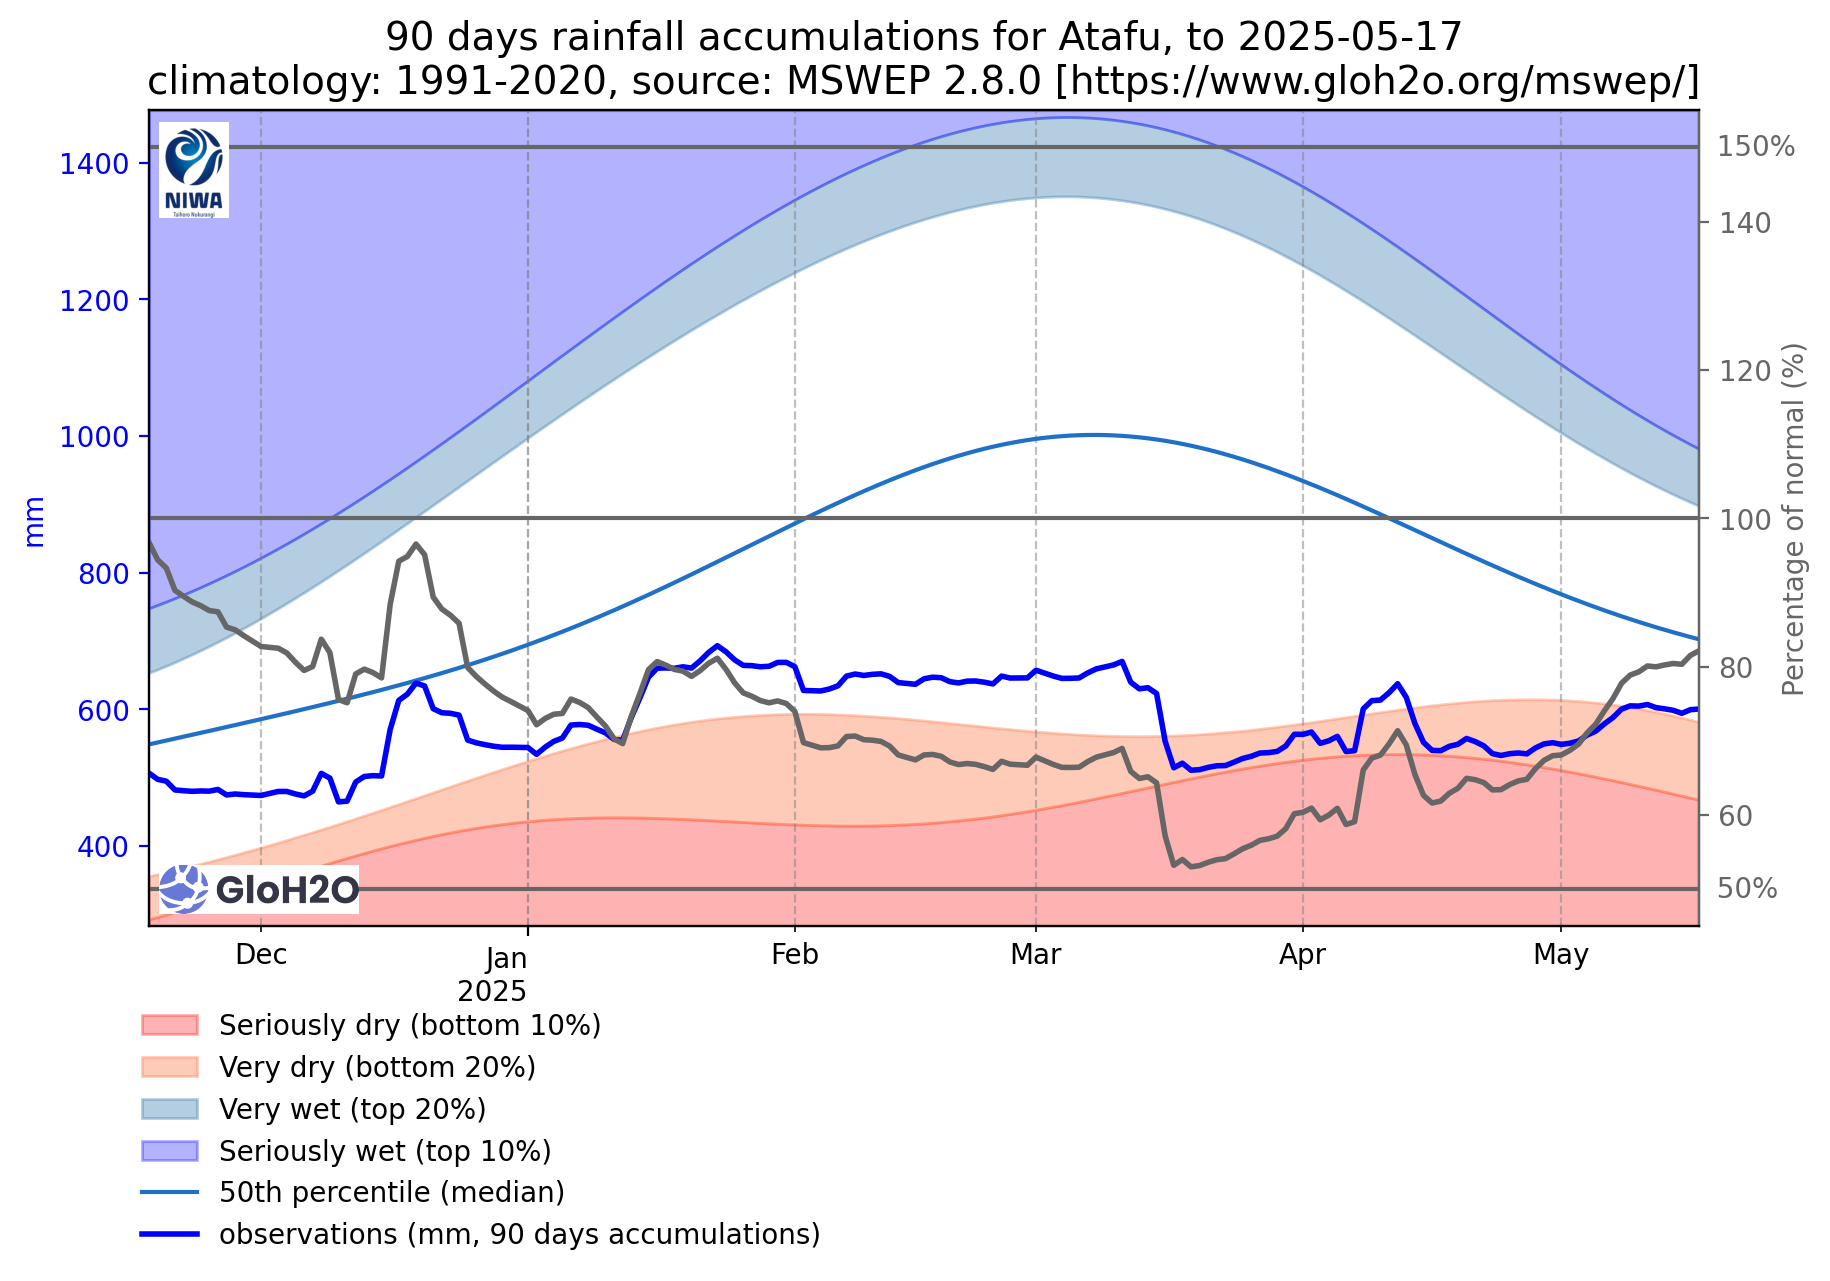 90 days rainfall accumulations for Atafu, to 2025-05-17
climatology: 1991-2020, source: MSWEP 2.8.0 [https://www.gloh2o.org/mswep/]
NIWA
Taihoro Nukurangi
1400
1200
1000
800
600
400
mm
150%
140
120
100
80
60
50%
Percentage of normal (%)
GloH2O
Dec
Jan
2025
Feb
Mar
Apr
May
Seriously dry (bottom 10%)
Very dry (bottom 20%)
Very wet (top 20%)
Seriously wet (top 10%)
50th percentile (median)
observations (mm, 90 days accumulations)